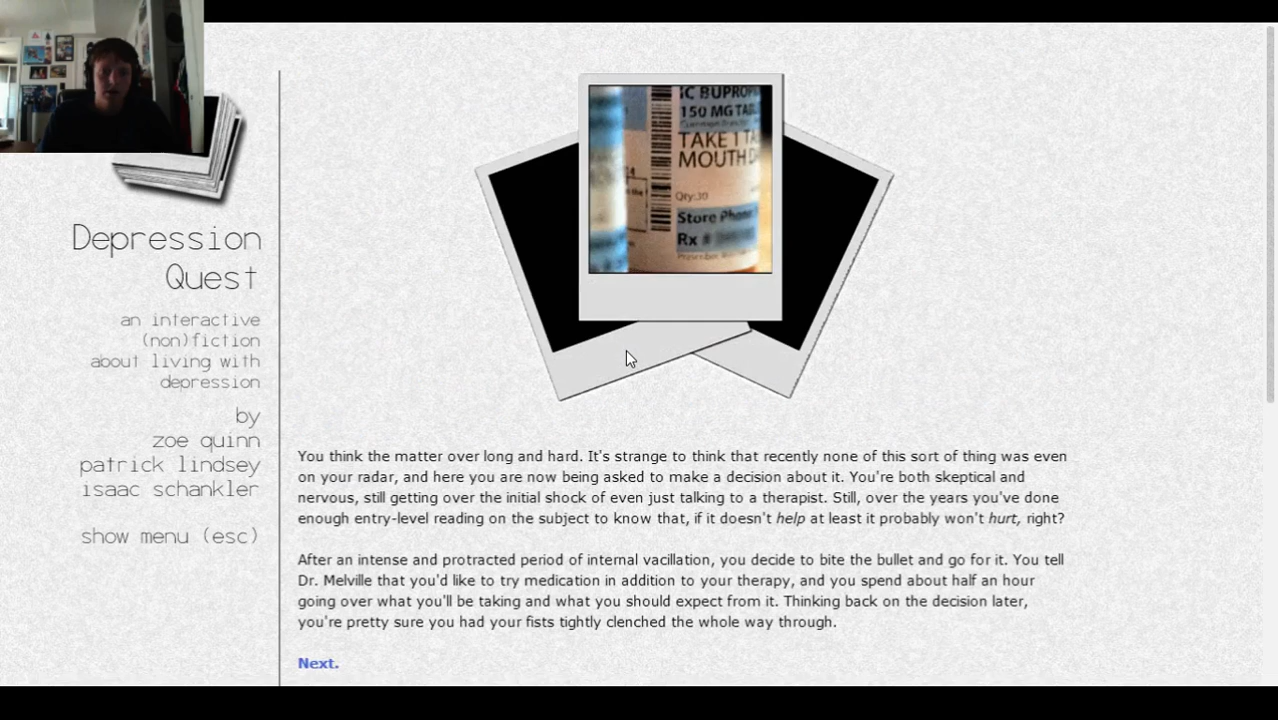 IC BUPROP
150 MG TAB
TAKE 1 TA
MOUTH D
Qty:30
Store Phone
Rx #
Depression
Quest
an interactive
(non)fiction
about living with
depression
by
zoe quinn
patrick lindsey
isaac schankler
show menu (esc)
You think the matter over long and hard. It's strange to think that recently none of this sort of thing was even
on your radar, and here you are now being asked to make a decision about it. You're both skeptical and
nervous, still getting over the initial shock of even just talking to a therapist. Still, over the years you've done
enough entry-level reading on the subject to know that, if it doesn't help at least it probably won't hurt, right?
After an intense and protracted period of internal vacillation, you decide to bite the bullet and go for it. You tell
Dr. Melville that you'd like to try medication in addition to your therapy, and you spend about half an hour
going over what you'll be taking and what you should expect from it. Thinking back on the decision later,
you're pretty sure you had your fists tightly clenched the whole way through.
Next.